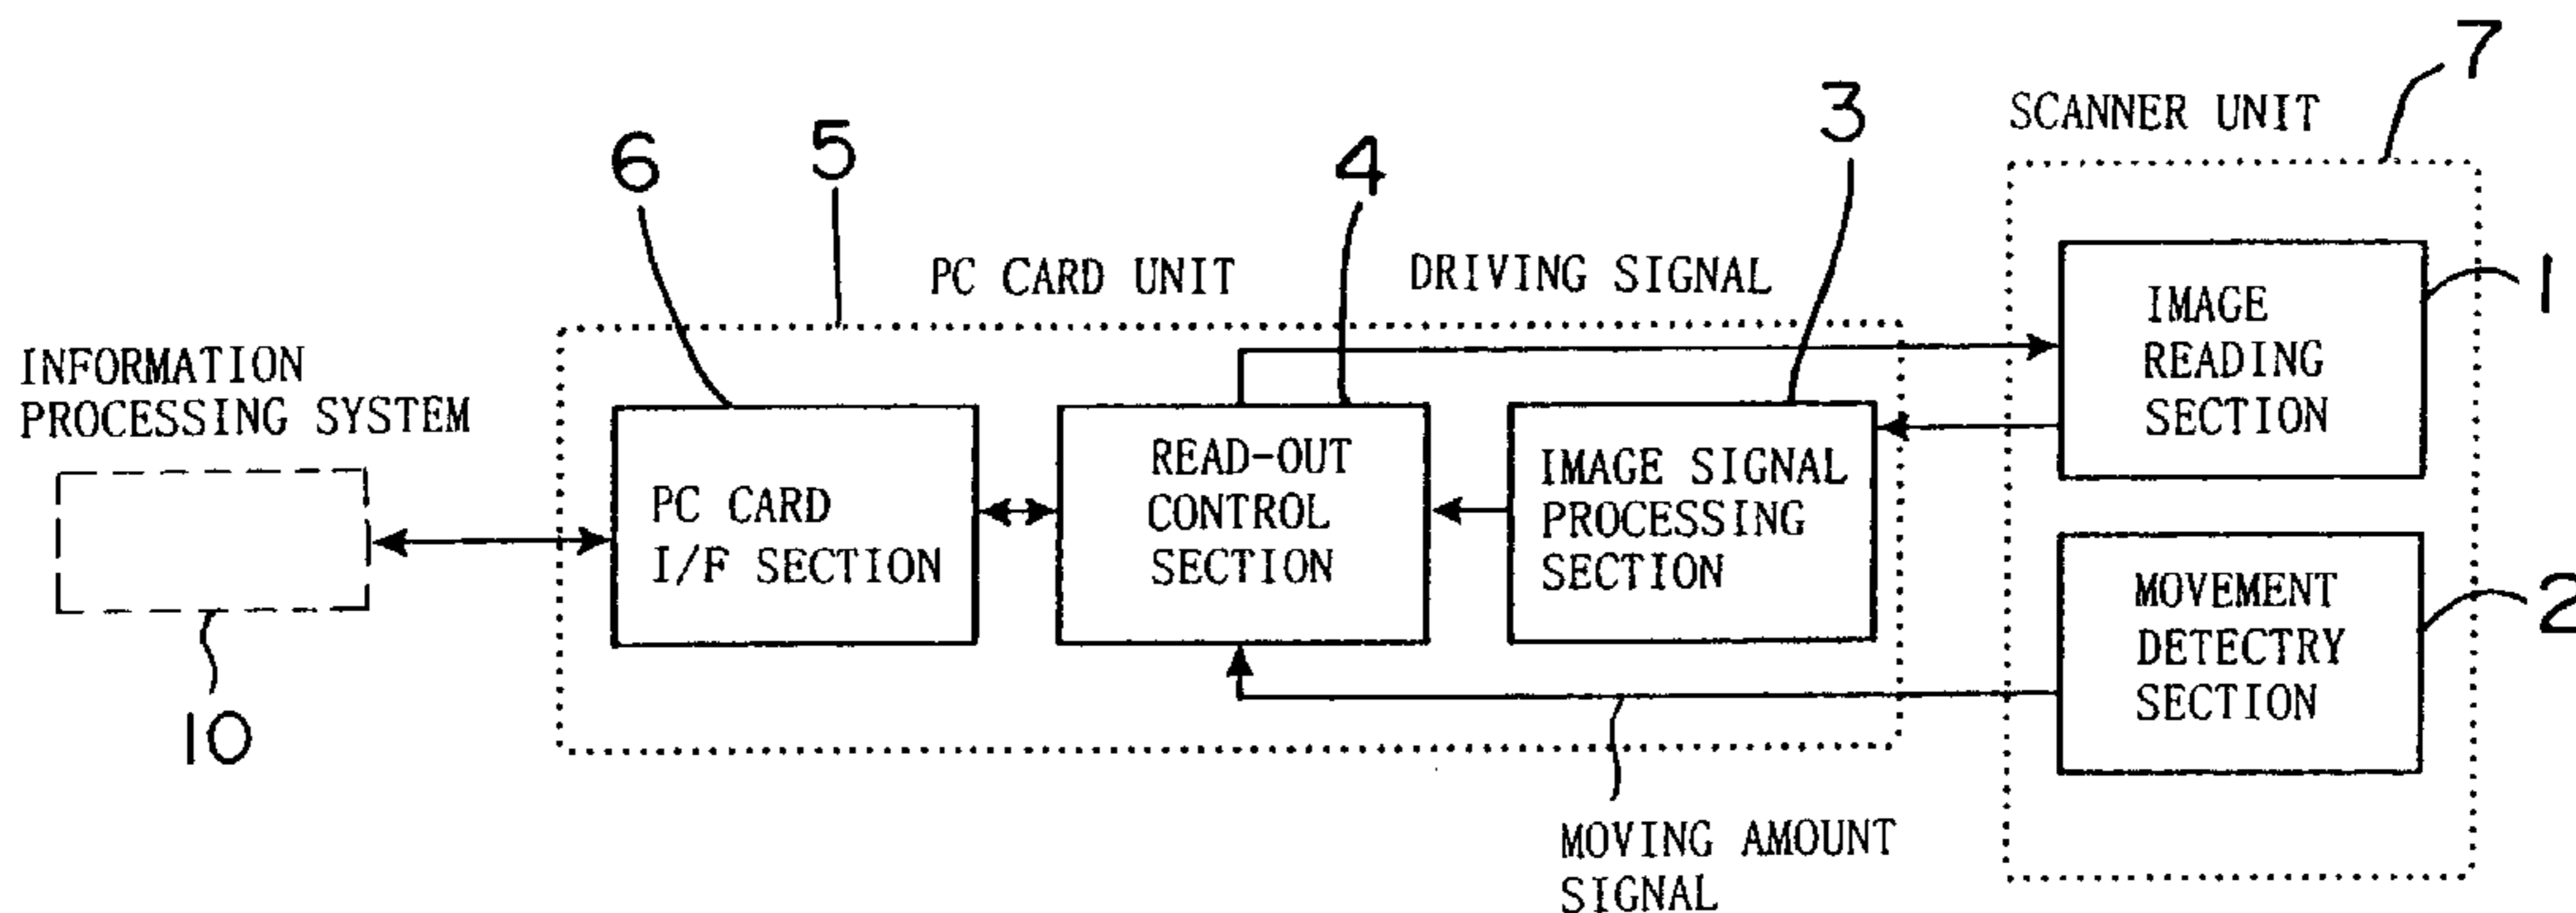 7
SCANNER UNIT
3
5
4
6
PC CARD UNIT
DRIVING SIGNAL
1
IMAGE
READING
SECTION
INFORMATION
PROCESSING SYSTEM
PC CARD
I/F SECTION
READ-OUT
CONTROL
SECTION
IMAGE SIGNAL
PROCESSING
SECTION
MOVEMENT
DETECTRY
SECTION
2
10
MOVING AMOUNT
SIGNAL